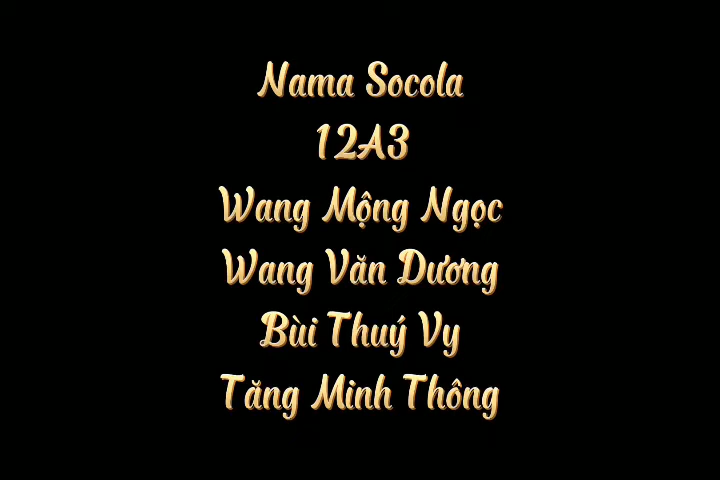 Nama Socola
12A3
Wang Mộng Ngọc
Wang Văn Dương
Bùi Thuý Vy
Tăng Minh Thông